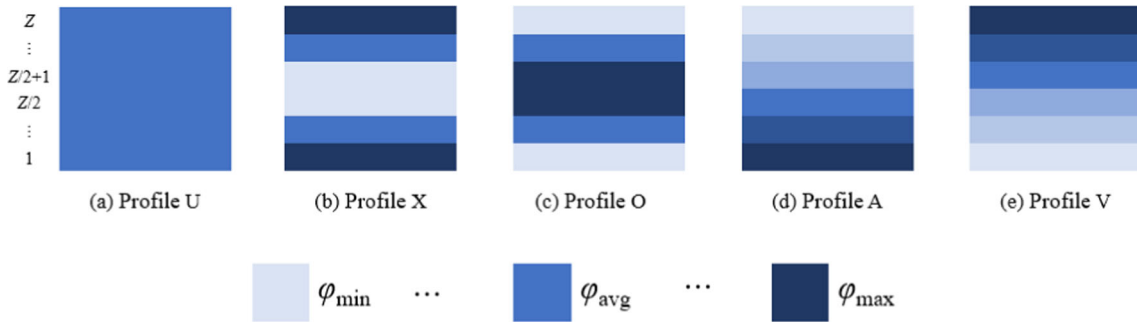 Z
⋮
Z/2+1
Z/2
⋮
1
(a) Profile U
(b) Profile X
(c) Profile O
(d) Profile A
(e) Profile V
φmin ⋯ φavg ⋯ φmax